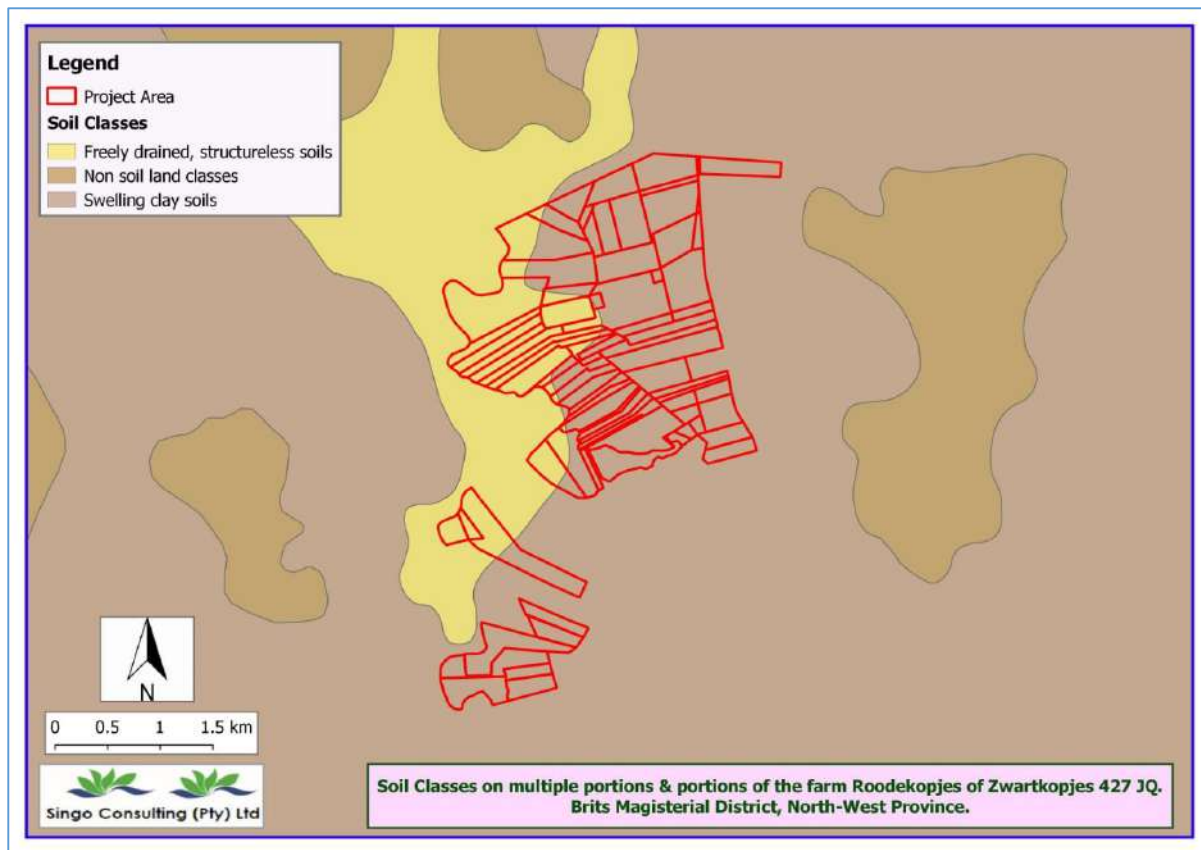 Legend
Project Area
Soil Classes
Freely drained, structureless soils
Non soil land classes
Swelling clay soils
N
0 0.5 1 1.5 km
Singo Consulting (Pty) Ltd
Soil Classes on multiple portions & portions of the farm Roodekopjes of Zwartkopjes 427 JQ.
Brits Magisterial District, North-West Province.